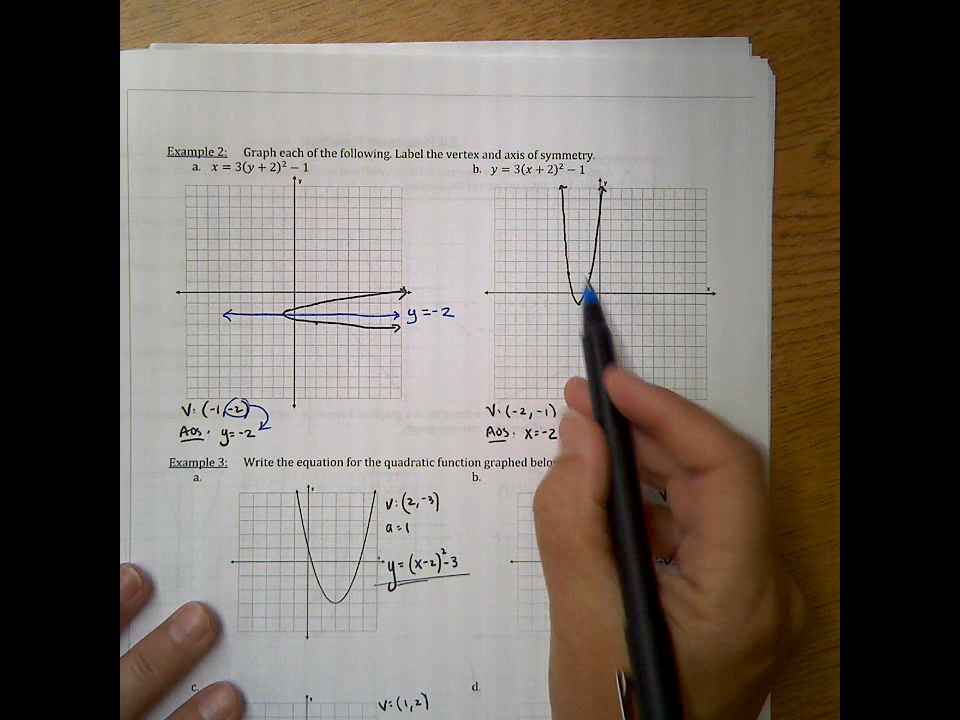 Example 2: Graph each of the following. Label the vertex and axis of symmetry.
a. x = 3(y + 2)² − 1
b. y = 3(x + 2)² − 1
y
x
y = -2
V: (-1, -2)
AOS: y = -2
y
x
V: (-2, -1)
AOS: x = -2
Example 3: Write the equation for the quadratic function graphed belo
a.
b.
V: (2, -3)
a = 1
y = (x-2)² -3
c.
d.
V = (1, 2)